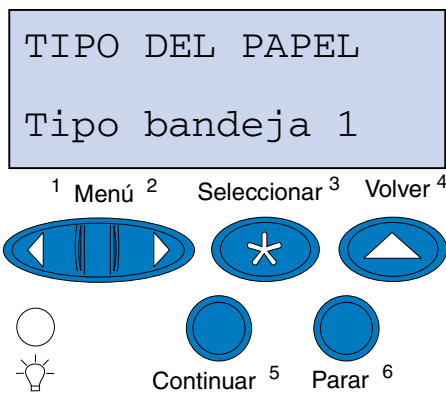 TIPO DEL PAPEL
Tipo bandeja 1
1 Menú 2 Seleccionar 3 Volver 4
Continuar 5 Parar 6